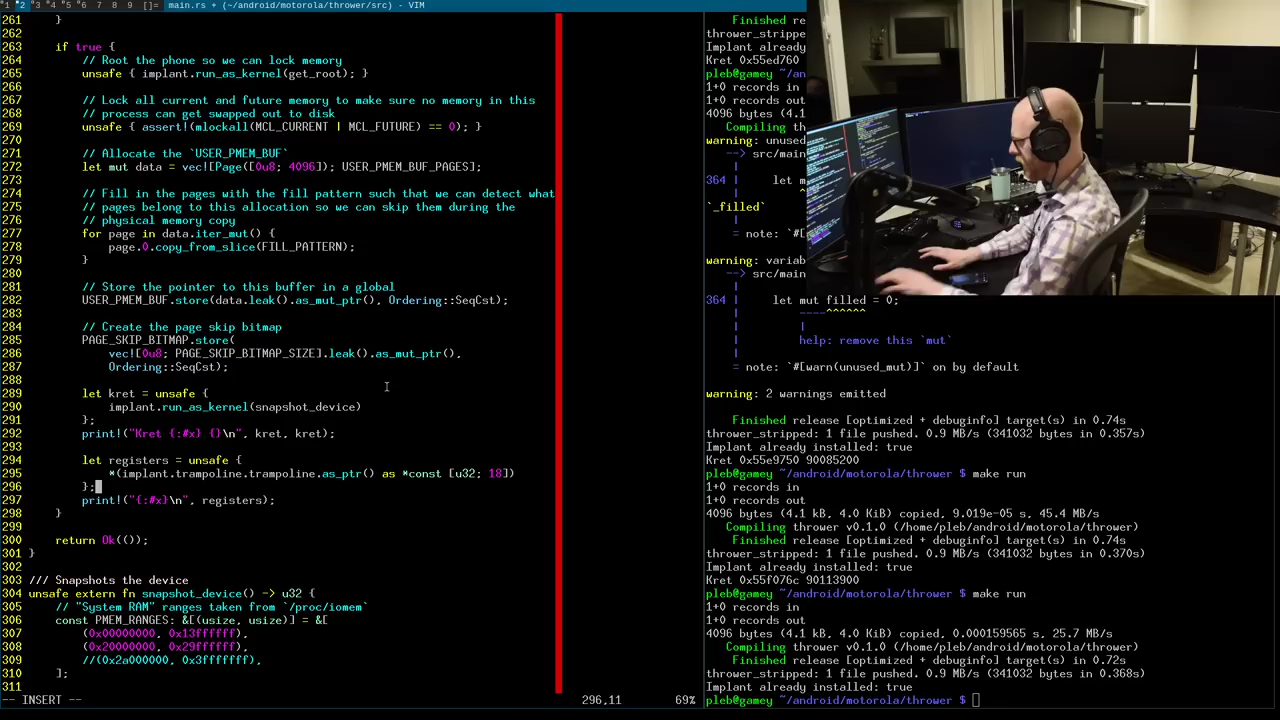 1 2 3 4 5 6 7 8 9 []= main.rs + (~/android/motorola/thrower/src) - VIM
261 }
262
263 if true {
264 // Root the phone so we can lock memory
265 unsafe { implant.run_as_kernel(get_root); }
266
267 // Lock all current and future memory to make sure no memory in this
268 // process can get swapped out to disk
269 unsafe { assert!(mlockall(MCL_CURRENT | MCL_FUTURE) == 0); }
270
271 // Allocate the `USER_PMEM_BUF`
272 let mut data = vec![Page([0u8; 4096]); USER_PMEM_BUF_PAGES];
273
274 // Fill in the pages with the fill pattern such that we can detect what
275 // pages belong to this allocation so we can skip them during the
276 // physical memory copy
277 for page in data.iter_mut() {
278 page.0.copy_from_slice(FILL_PATTERN);
279 }
280
281 // Store the pointer to this buffer in a global
282 USER_PMEM_BUF.store(data.leak().as_mut_ptr(), Ordering::SeqCst);
283
284 // Create the page skip bitmap
285 PAGE_SKIP_BITMAP.store(
286 vec![0u8; PAGE_SKIP_BITMAP_SIZE].leak().as_mut_ptr(),
287 Ordering::SeqCst);
288
289 let kret = unsafe {
290 implant.run_as_kernel(snapshot_device)
291 };
292 print!("Kret {:#x} {}\n", kret, kret);
293
294 let registers = unsafe {
295 *(implant.trampoline.trampoline.as_ptr() as *const [u32; 18])
296 };
297 print!("{:#x}\n", registers);
298 }
299
300 return Ok(());
301 }
302
303 /// Snapshots the device
304 unsafe extern fn snapshot_device() -> u32 {
305 // "System RAM" ranges taken from `/proc/iomem`
306 const PMEM_RANGES: &[(usize, usize)] = &[
307 (0x00000000, 0x13ffffff),
308 (0x20000000, 0x29ffffff),
309 //(0x2a000000, 0x3fffffff),
310 ];
311
-- INSERT -- 296,11 69%
Finished re
thrower_strippe
Implant already
Kret 0x55ed760
pleb@gamey ~/an
1+0 records in
1+0 records out
4096 bytes (4.1
Compiling th
warning: unused
--> src/main
364 | let m
`_filled`
= note: `#[
warning: variab
--> src/main
364 | let mut filled = 0;
----^^^^^^
|
help: remove this `mut`
= note: `#[warn(unused_mut)]` on by default
warning: 2 warnings emitted
Finished release [optimized + debuginfo] target(s) in 0.74s
thrower_stripped: 1 file pushed. 0.9 MB/s (341032 bytes in 0.357s)
Implant already installed: true
Kret 0x55e9750 90085200
pleb@gamey ~/android/motorola/thrower $ make run
1+0 records in
1+0 records out
4096 bytes (4.1 kB, 4.0 KiB) copied, 9.019e-05 s, 45.4 MB/s
Compiling thrower v0.1.0 (/home/pleb/android/motorola/thrower)
Finished release [optimized + debuginfo] target(s) in 0.74s
thrower_stripped: 1 file pushed. 0.9 MB/s (341032 bytes in 0.370s)
Implant already installed: true
Kret 0x55f076c 90113900
pleb@gamey ~/android/motorola/thrower $ make run
1+0 records in
1+0 records out
4096 bytes (4.1 kB, 4.0 KiB) copied, 0.000159565 s, 25.7 MB/s
Compiling thrower v0.1.0 (/home/pleb/android/motorola/thrower)
Finished release [optimized + debuginfo] target(s) in 0.72s
thrower_stripped: 1 file pushed. 0.9 MB/s (341032 bytes in 0.368s)
Implant already installed: true
pleb@gamey ~/android/motorola/thrower $